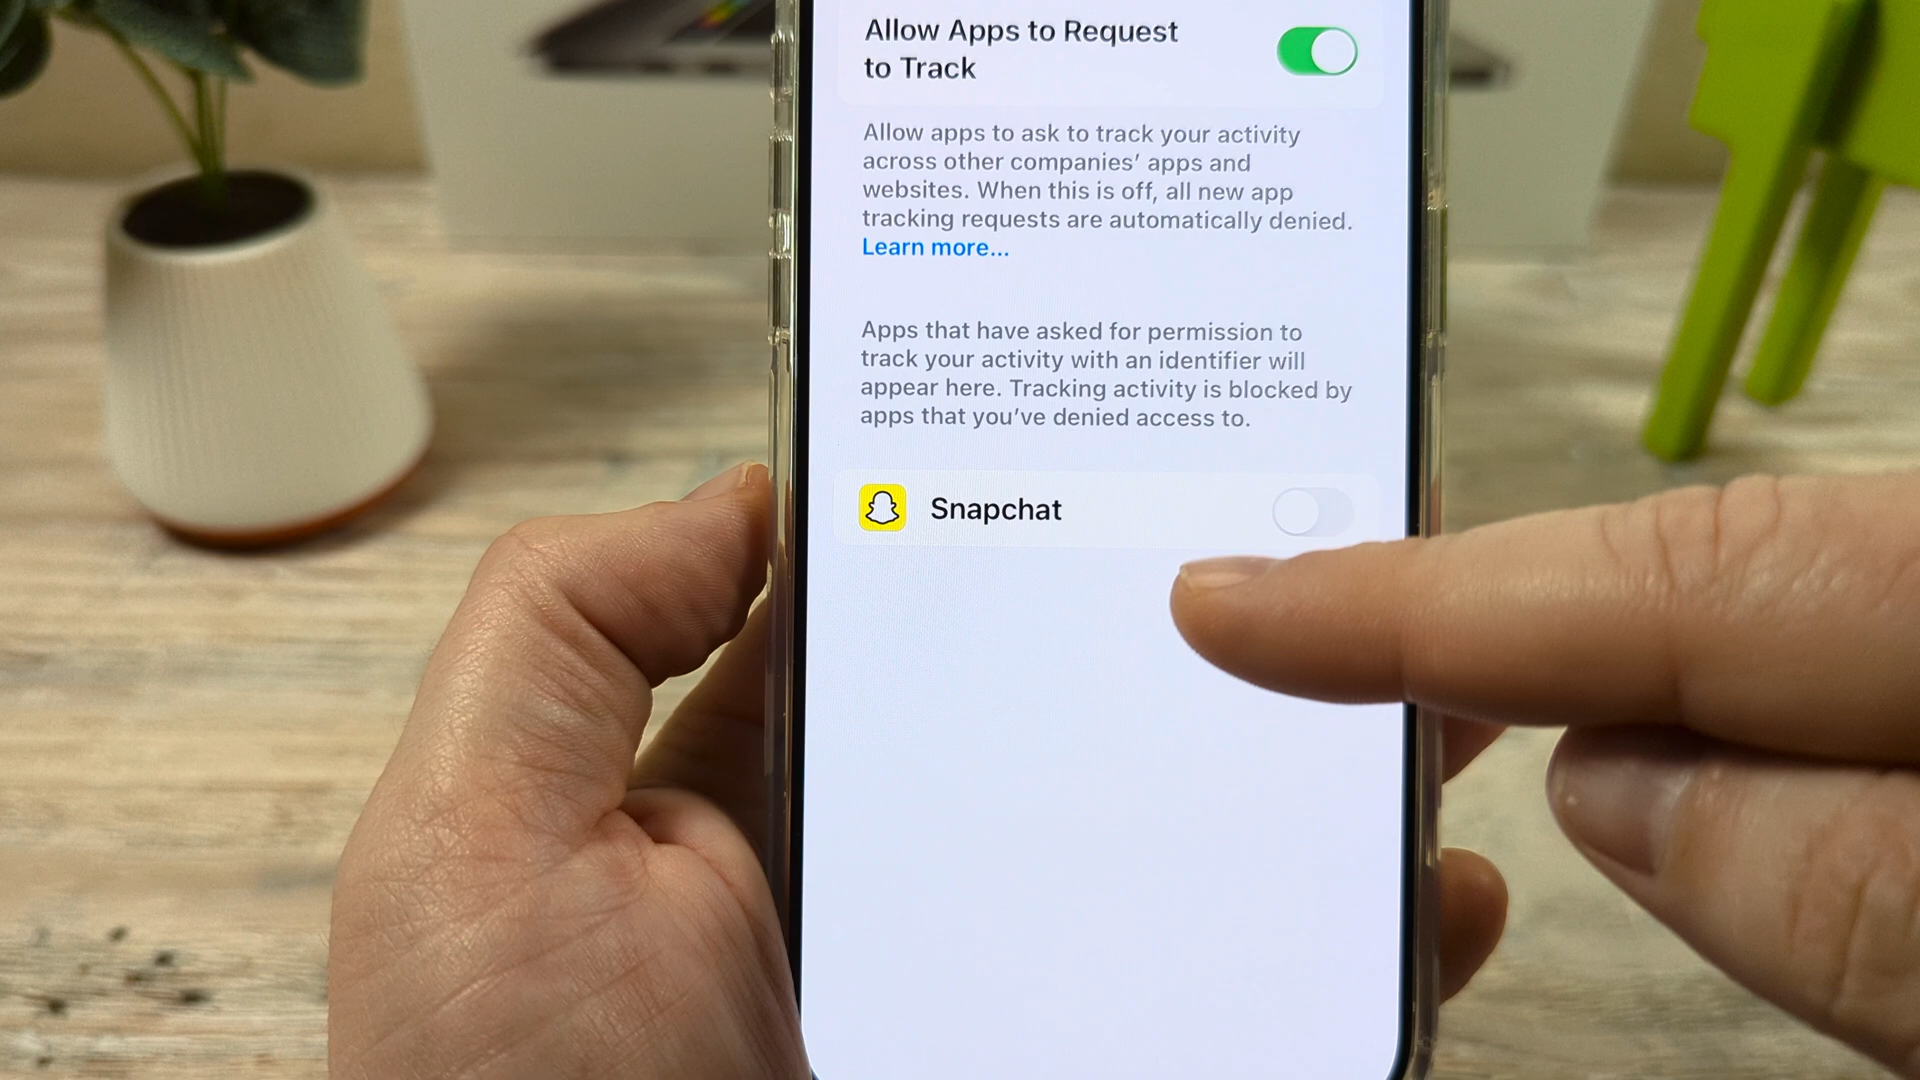 Allow Apps to Request
to Track
Allow apps to ask to track your activity
across other companies’ apps and
websites. When this is off, all new app
tracking requests are automatically denied.
Learn more...
Apps that have asked for permission to
track your activity with an identifier will
appear here. Tracking activity is blocked by
apps that you’ve denied access to.
Snapchat